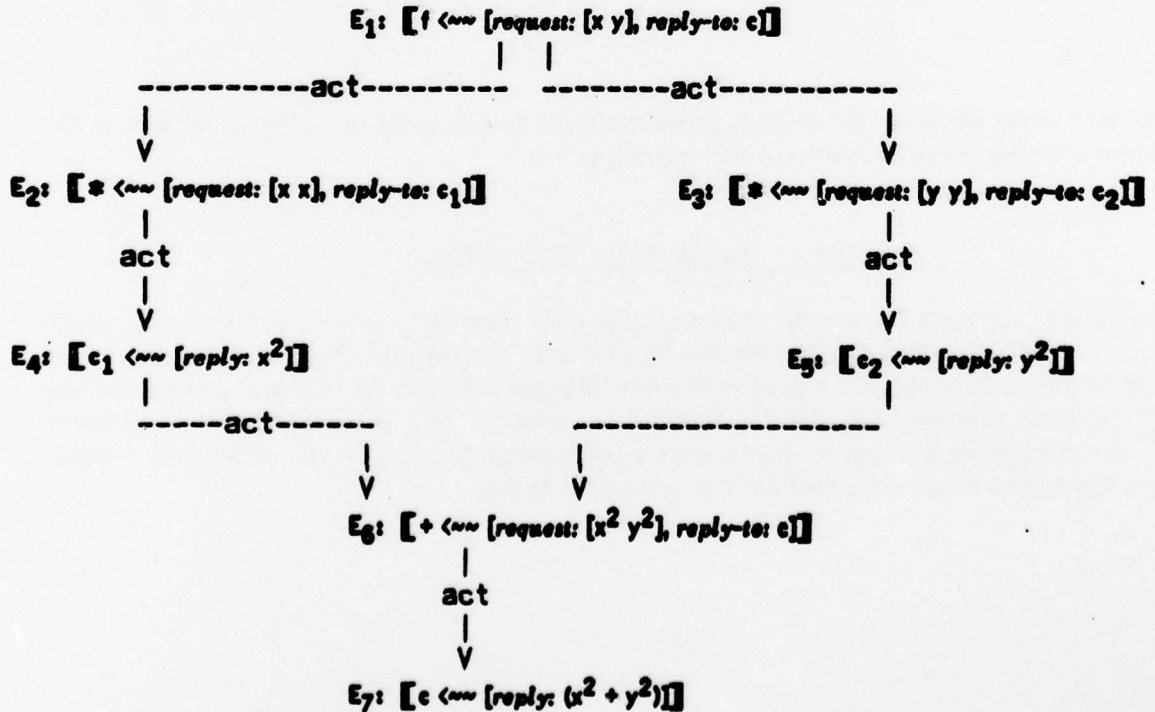 E₁: [[f <~~ [request: [x y], reply-to: c]]]
act act
E₂: [[* <~~ [request: [x x], reply-to: c₁]]]
E₃: [[* <~~ [request: [y y], reply-to: c₂]]]
act act
E₄: [[c₁ <~~ [reply: x²]]]
E₅: [[c₂ <~~ [reply: y²]]]
act
E₆: [[+ <~~ [request: [x² y²], reply-to: c]]]
act
E₇: [[c <~~ [reply: (x² + y²)]]]